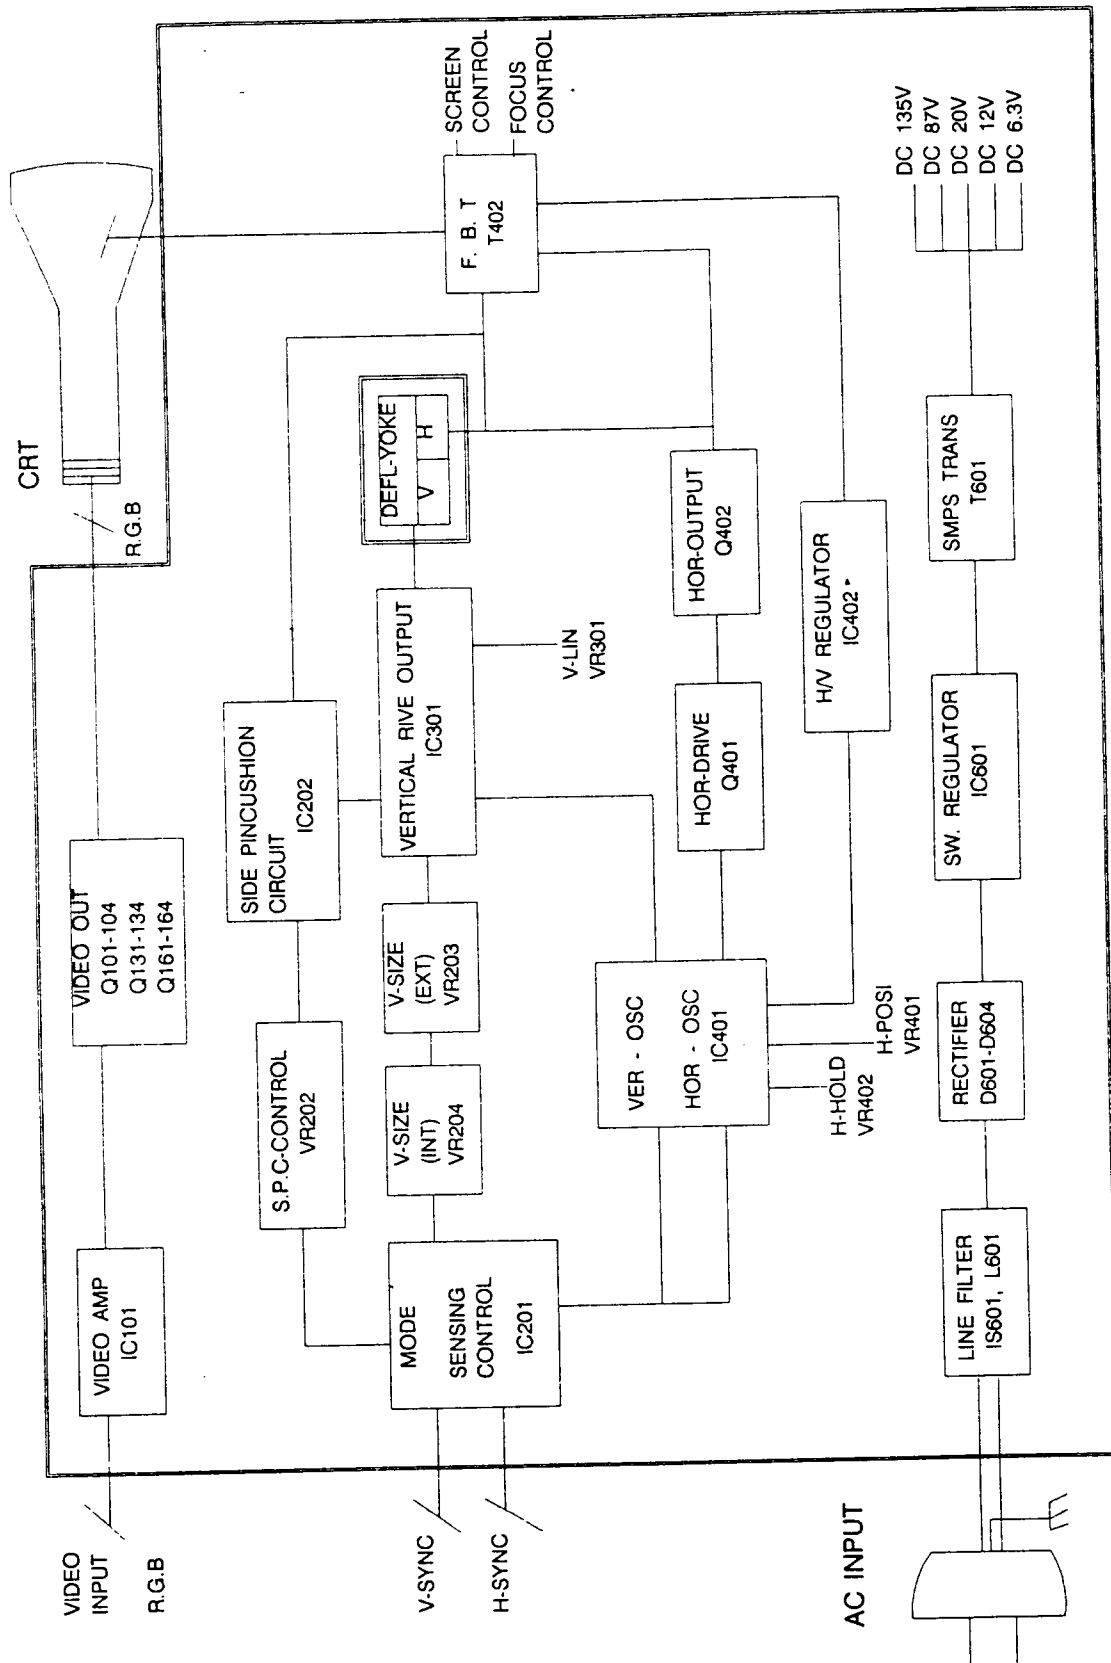 CRT
R.G.B
VIDEO
INPUT
R.G.B
VIDEO AMP
IC101
VIDEO OUT
Q101-104
Q131-134
Q161-164
S.P.C-CONTROL
VR202
SIDE PINCUSHION
CIRCUIT
IC202
SCREEN
CONTROL
FOCUS
CONTROL
F. B. T
T402
DEFL-YOKE
V H
V-SYNC
H-SYNC
MODE
SENSING
CONTROL
IC201
V-SIZE
(INT)
VR204
V-SIZE
(EXT)
VR203
VERTICAL RIVE OUTPUT
IC301
V-LIN
VR301
VER - OSC
HOR - OSC
IC401
H-HOLD
VR402
H-POSI
VR401
HOR-DRIVE
Q401
HOR-OUTPUT
Q402
H/V REGULATOR
IC402
AC INPUT
LINE FILTER
IS601, L601
RECTIFIER
D601-D604
SW. REGULATOR
IC601
SMPS TRANS
T601
DC 135V
DC 87V
DC 20V
DC 12V
DC 6.3V